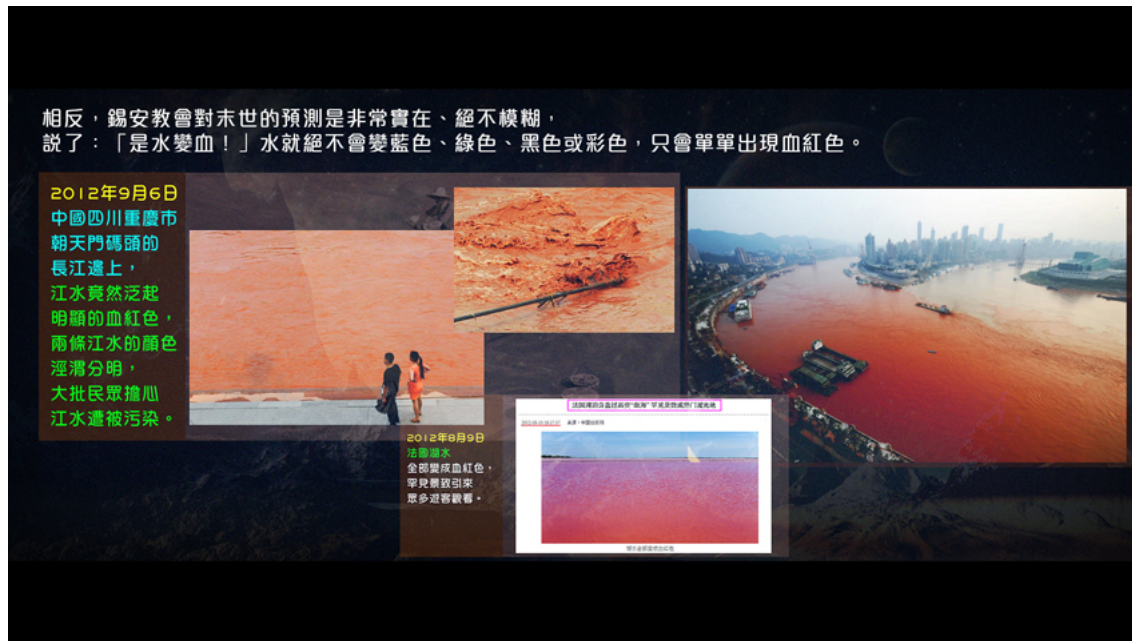 相反，錫安教會對末世的預測是非常實在、絕不模糊，
說了：「是水變血！」水就絕不會變藍色、綠色、黑色或彩色，只會單單出現血紅色。
2012年9月6日
中國四川重慶市
朝天門碼頭的
長江邊上，
江水竟然泛起
明顯的血紅色，
兩條江水的顏色
涇渭分明，
大批民眾擔心
江水遭被污染。
2012年8月9日
法國湖水
全部變成血紅色，
罕見景致引來
眾多遊客觀看。